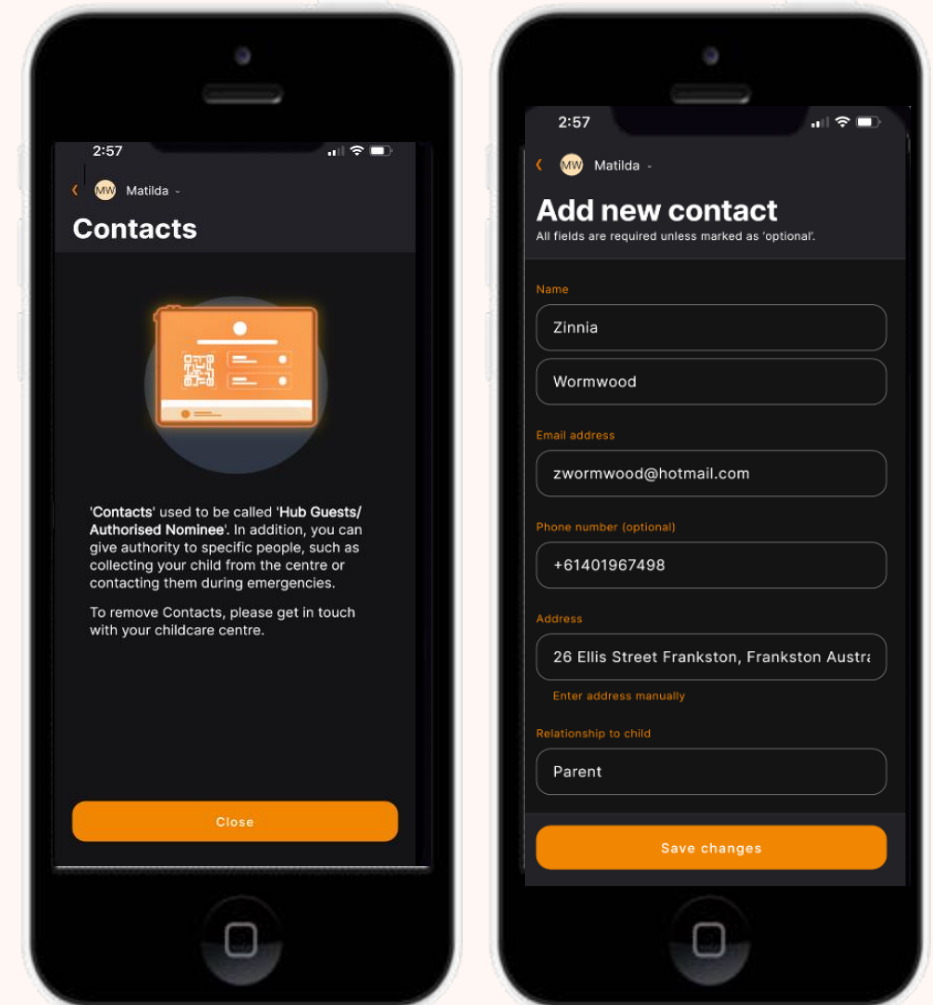 2:57
MW Matilda
Contacts
'Contacts' used to be called 'Hub Guests/
Authorised Nominee'. In addition, you can
give authority to specific people, such as
collecting your child from the centre or
contacting them during emergencies.
To remove Contacts, please get in touch
with your childcare centre.
Close
2:57
MW Matilda
Add new contact
All fields are required unless marked as 'optional'.
Name
Zinnia
Wormwood
Email address
zwormwood@hotmail.com
Phone number (optional)
+61401967498
Address
26 Ellis Street Frankston, Frankston Austra
Enter address manually
Relationship to child
Parent
Save changes